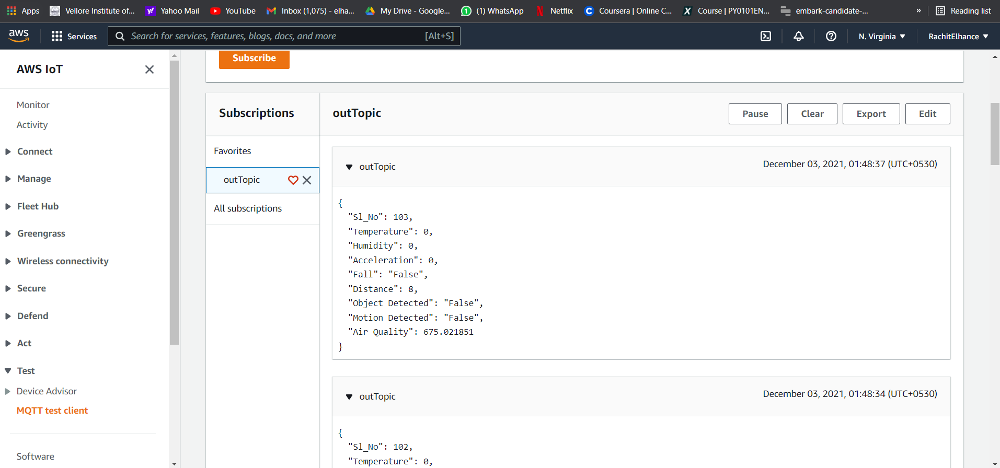 Apps Vellore Institute of... Yahoo Mail YouTube Inbox (1,075) - elha... My Drive - Google... (1) WhatsApp Netflix Coursera | Online C... Course | PY0101EN,... embark-candidate-... » Reading list
aws Services Search for services, features, blogs, docs, and more [Alt+S] N. Virginia ▼ RachitElhance ▼
AWS IoT
Monitor
Activity
Connect
Manage
Fleet Hub
Greengrass
Wireless connectivity
Secure
Defend
Act
Test
Device Advisor
MQTT test client
Software
Subscribe
Subscriptions
Favorites
outTopic
All subscriptions
outTopic
Pause Clear Export Edit
outTopic December 03, 2021, 01:48:37 (UTC+0530)
{
"Sl_No": 103,
"Temperature": 0,
"Humidity": 0,
"Acceleration": 0,
"Fall": "False",
"Distance": 8,
"Object Detected": "False",
"Motion Detected": "False",
"Air Quality": 675.021851
}
outTopic December 03, 2021, 01:48:34 (UTC+0530)
{
"Sl_No": 102,
"Temperature": 0,